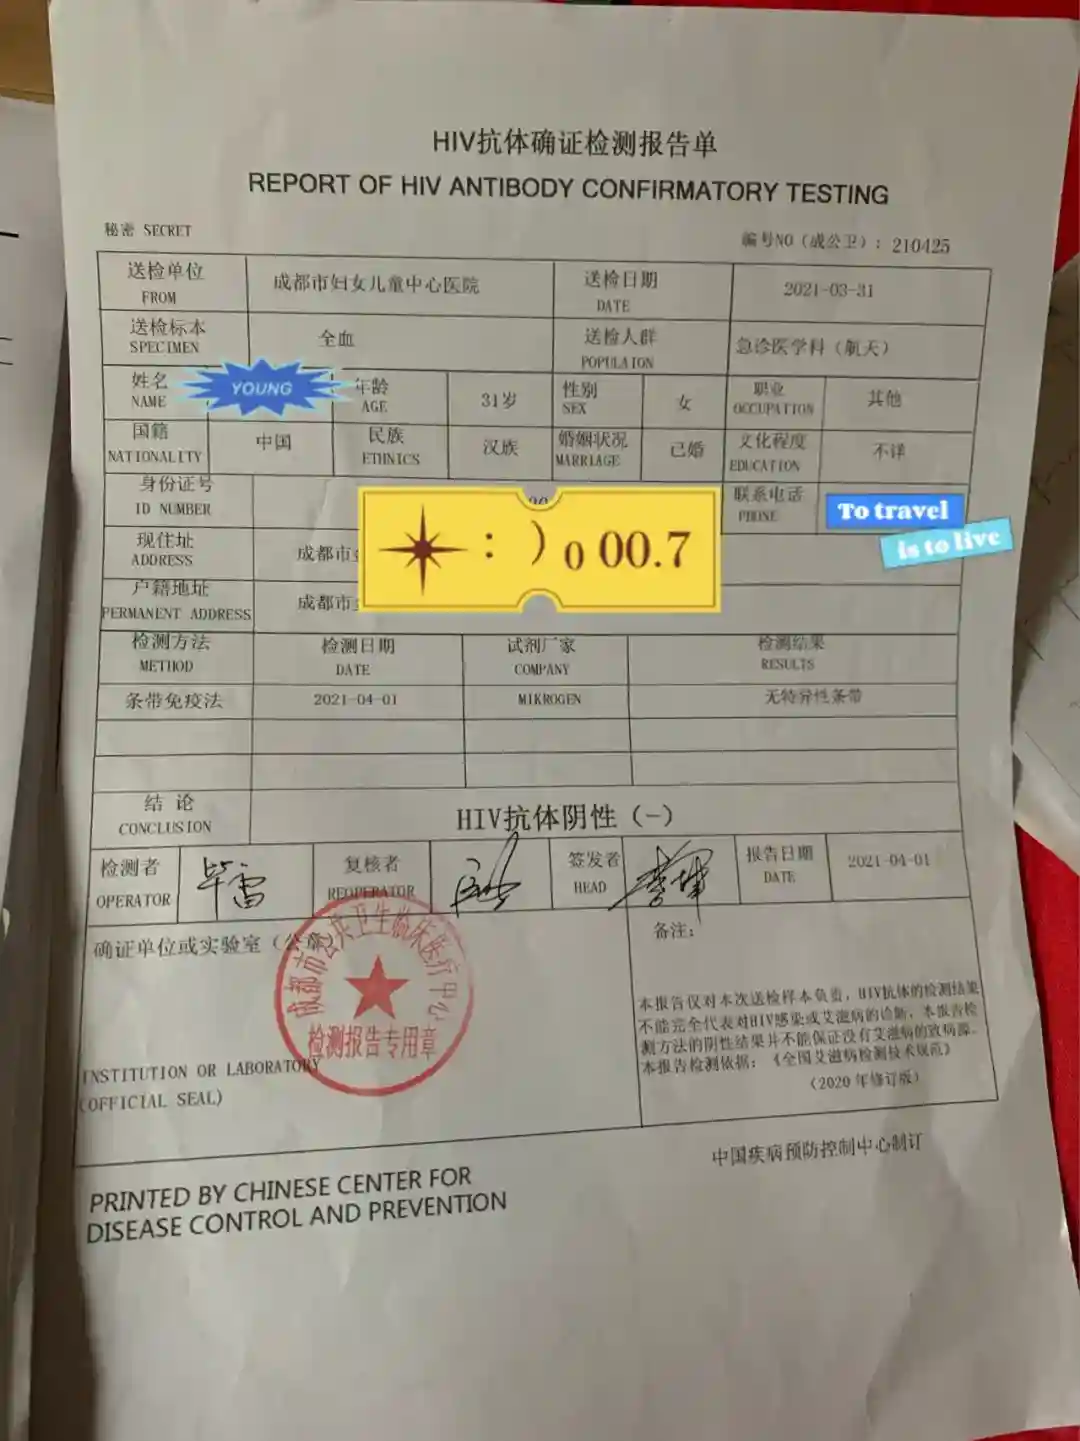 HIV抗体确证检测报告单
REPORT OF HIV ANTIBODY CONFIRMATORY TESTING
秘密 SECRET
编号NO（成公卫）：210425
送检单位 FROM 成都市妇女儿童中心医院 送检日期 DATE 2021-03-31
送检标本 SPECIMEN 全血 送检人群 POPULAION 急诊医学科（航天）
姓名 NAME YOUNG 年龄 AGE 31岁 性别 SEX 女 职业 OCCUPATION 其他
国籍 NATIONALITY 中国 民族 ETHNICS 汉族 婚姻状况 MARRIAGE 已婚 文化程度 EDUCATION 不详
身份证号 ID NUMBER 联系电话 PHONE To travel
is to live
: ) 0 00.7
现住址 ADDRESS 成都市
户籍地址 PERMANENT ADDRESS 成都市
检测方法 METHOD 检测日期 DATE 试剂厂家 COMPANY 检测结果 RESULTS
条带免疫法 2021-04-01 MIKROGEN 无特异性条带
结 论 CONCLUSION HIV抗体阴性（-）
检测者 OPERATOR 复核者 REOPERATOR 签发者 HEAD 报告日期 DATE 2021-04-01
确证单位或实验室（公章）
成都市公共卫生临床医疗中心
检测报告专用章
INSTITUTION OR LABORATORY
(OFFICIAL SEAL)
备注：
本报告仅对本次送检样本负责，HIV抗体的检测结果
不能完全代表对HIV感染或艾滋病的诊断，本报告检
测方法的阴性结果并不能保证没有艾滋病的致病源。
本报告检测依据：《全国艾滋病检测技术规范》
（2020 年修订版）
中国疾病预防控制中心制订
PRINTED BY CHINESE CENTER FOR
DISEASE CONTROL AND PREVENTION